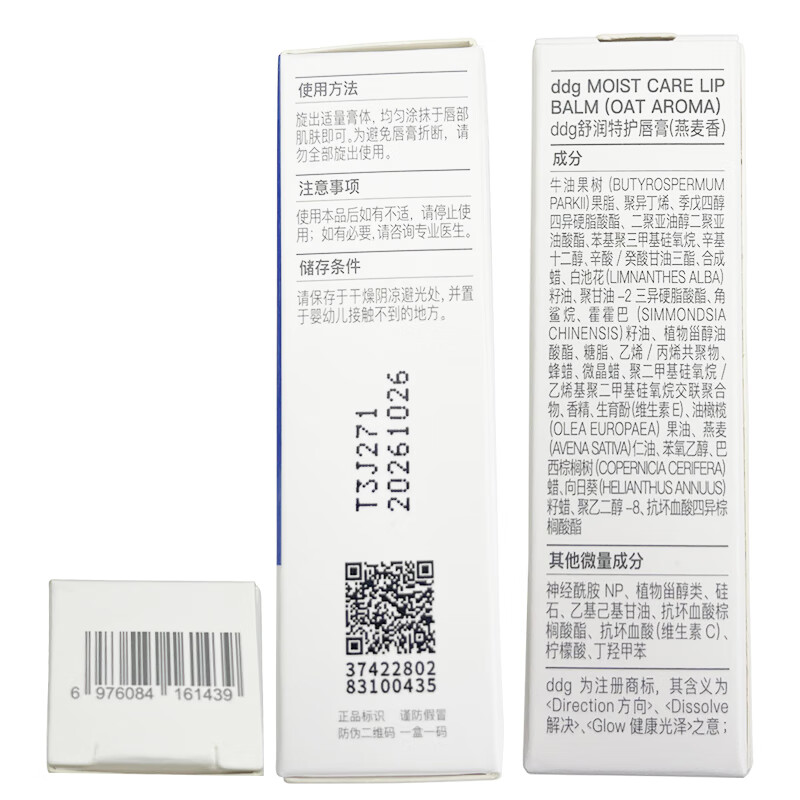 使用方法
旋出适量膏体，均匀涂抹于唇部
肌肤即可。为避免唇膏折断，请
勿全部旋出使用。
注意事项
使用本品后如有不适，请停止使
用；如有必要，请咨询专业医生。
储存条件
请保存于干燥阴凉避光处，并置
于婴幼儿接触不到的地方。
T3J271
20261026
37422802
83100435
正品标识 谨防假冒
防伪二维码 一盒一码
6 976084 161439
ddg MOIST CARE LIP
BALM (OAT AROMA)
ddg舒润特护唇膏(燕麦香)
成分
牛油果树 (BUTYROSPERMUM
PARKII) 果脂、聚异丁烯、季戊四醇
四异硬脂酸酯、二聚亚油醇二聚亚
油酸酯、苯基聚三甲基硅氧烷、辛基
十二醇、辛酸 / 癸酸甘油三酯、合成
蜡、白池花 (LIMNANTHES ALBA)
籽油、聚甘油 -2 三异硬脂酸酯、角
鲨烷、霍霍巴 (SIMMONDSIA
CHINENSIS) 籽油、植物甾醇油
酸酯、糖脂、乙烯 / 丙烯共聚物、
蜂蜡、微晶蜡、聚二甲基硅氧烷 /
乙烯基聚二甲基硅氧烷交联聚合
物、香精、生育酚(维生素 E)、油橄榄
(OLEA EUROPAEA) 果油、燕麦
(AVENA SATIVA) 仁油、苯氧乙醇、巴
西棕榈树 (COPERNICIA CERIFERA)
蜡、向日葵 (HELIANTHUS ANNUUS)
籽蜡、聚乙二醇 -8、抗坏血酸四异棕
榈酸酯
其他微量成分
神经酰胺 NP、植物甾醇类、硅
石、乙基己基甘油、抗坏血酸棕
榈酸酯、抗坏血酸 (维生素 C)、
柠檬酸、丁羟甲苯
ddg 为注册商标，其含义为
<Direction 方向>、<Dissolve
解决>、<Glow 健康光泽>之意；